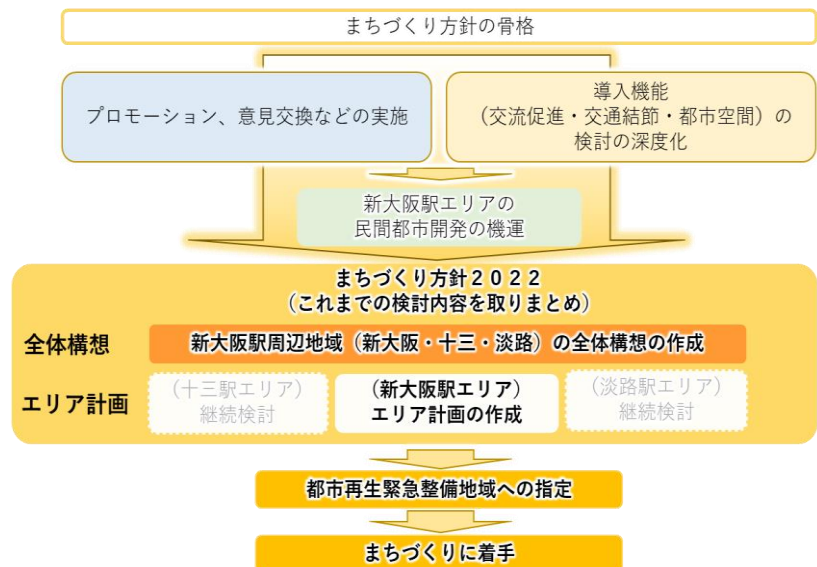 まちづくり方針の骨格
プロモーション、意見交換などの実施
導入機能
（交流促進・交通結節・都市空間）の
検討の深度化
新大阪駅エリアの
民間都市開発の機運
まちづくり方針２０２２
（これまでの検討内容を取りまとめ）
全体構想
新大阪駅周辺地域（新大阪・十三・淡路）の全体構想の作成
エリア計画
（十三駅エリア）
継続検討
（新大阪駅エリア）
エリア計画の作成
（淡路駅エリア）
継続検討
都市再生緊急整備地域への指定
まちづくりに着手